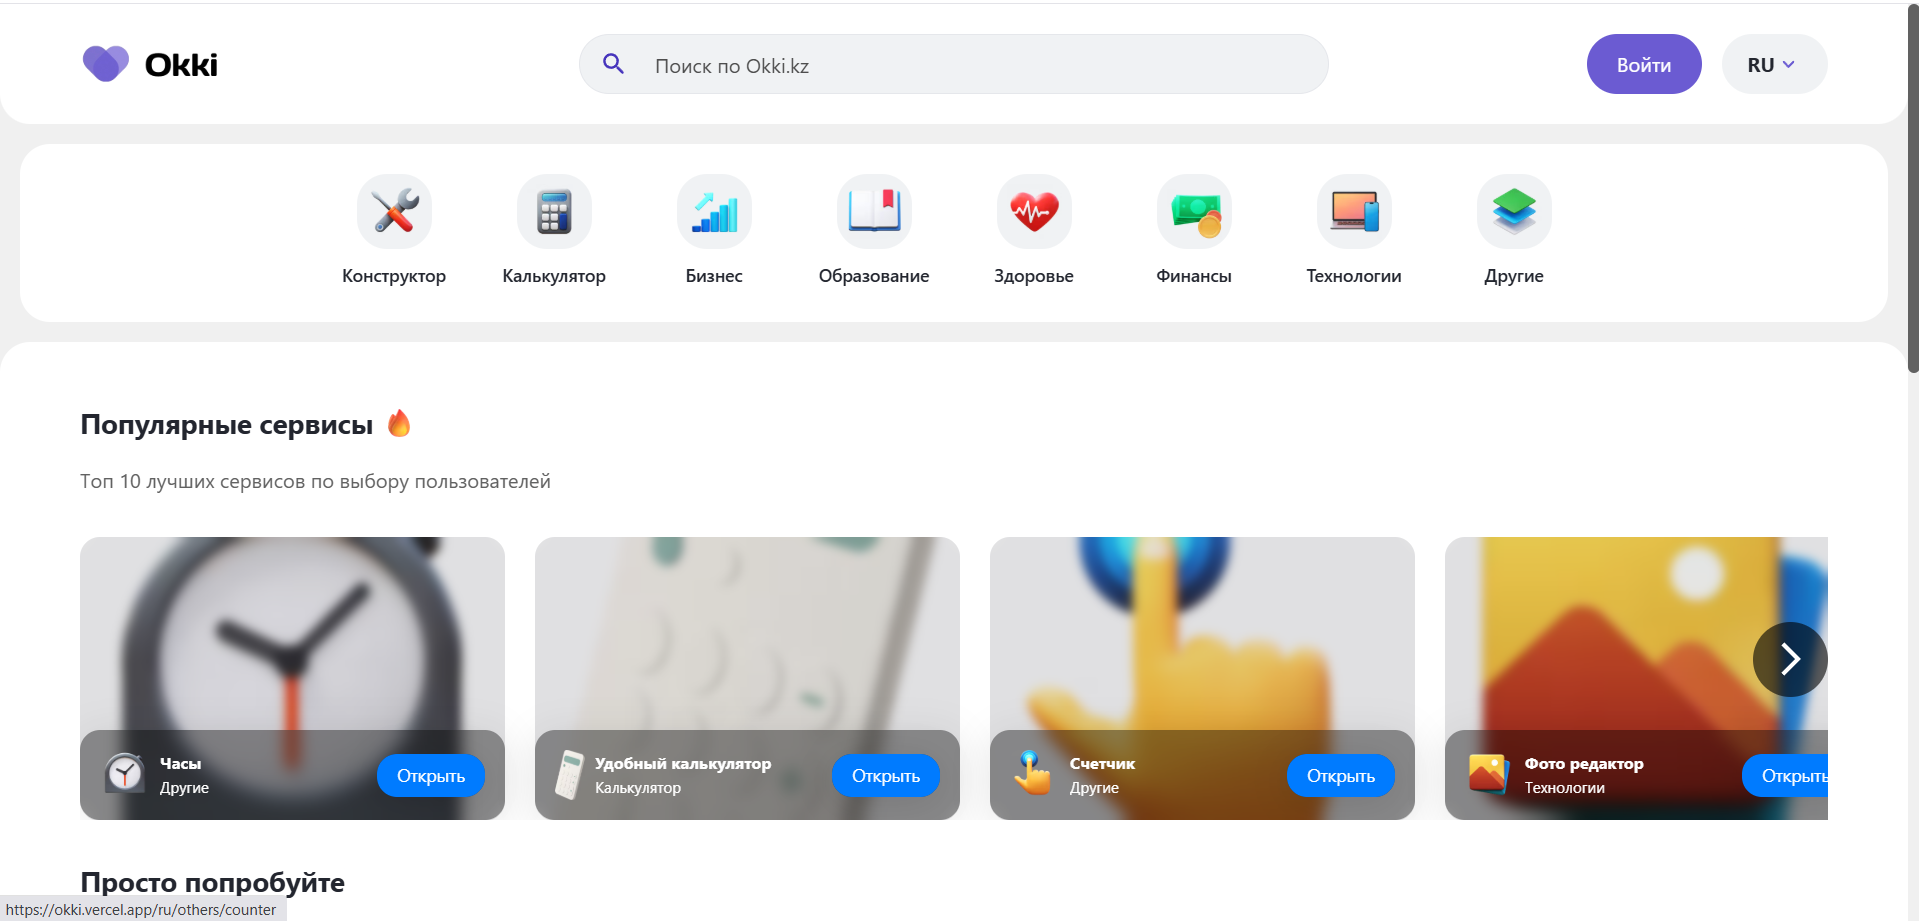 Okki
Поиск по Okki.kz
Войти
RU
Конструктор
Калькулятор
Бизнес
Образование
Здоровье
Финансы
Технологии
Другие
Популярные сервисы
Топ 10 лучших сервисов по выбору пользователей
Часы
Другие
Открыть
Удобный калькулятор
Калькулятор
Открыть
Счетчик
Другие
Открыть
Фото редактор
Технологии
Открыть
Просто попробуйте
https://okki.vercel.app/ru/others/counter